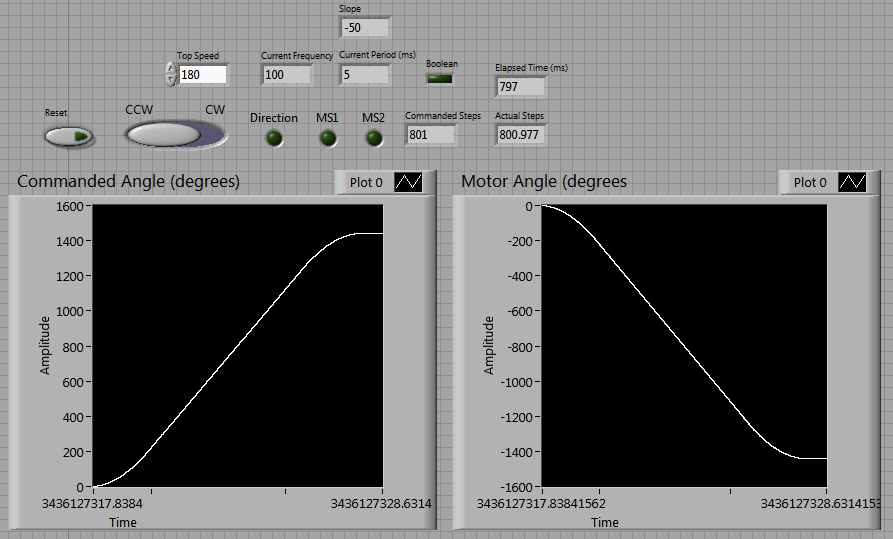 Slope
-50
Top Speed
180
Current Frequency
100
Current Period (ms)
5
Boolean
Elapsed Time (ms)
797
Reset
CCW
CW
Direction
MS1
MS2
Commanded Steps
801
Actual Steps
800.977
Commanded Angle (degrees)
Plot 0
1600
1400
1200
1000
800
600
400
200
0
Amplitude
3436127317.8384
3436127328.6314
Time
Motor Angle (degrees
Plot 0
0
-200
-400
-600
-800
-1000
-1200
-1400
-1600
Amplitude
3436127317.83841562
3436127328.6314153
Time